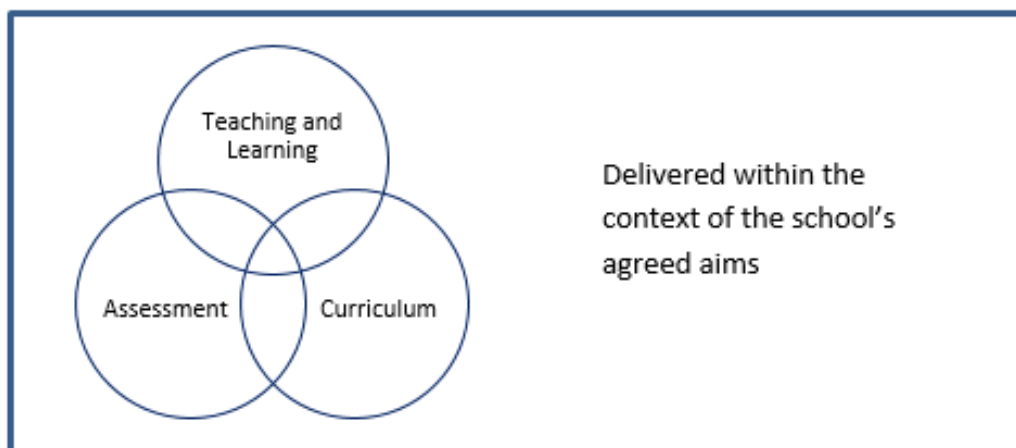 Teaching and
Learning
Assessment
Curriculum
Delivered within the
context of the school’s
agreed aims